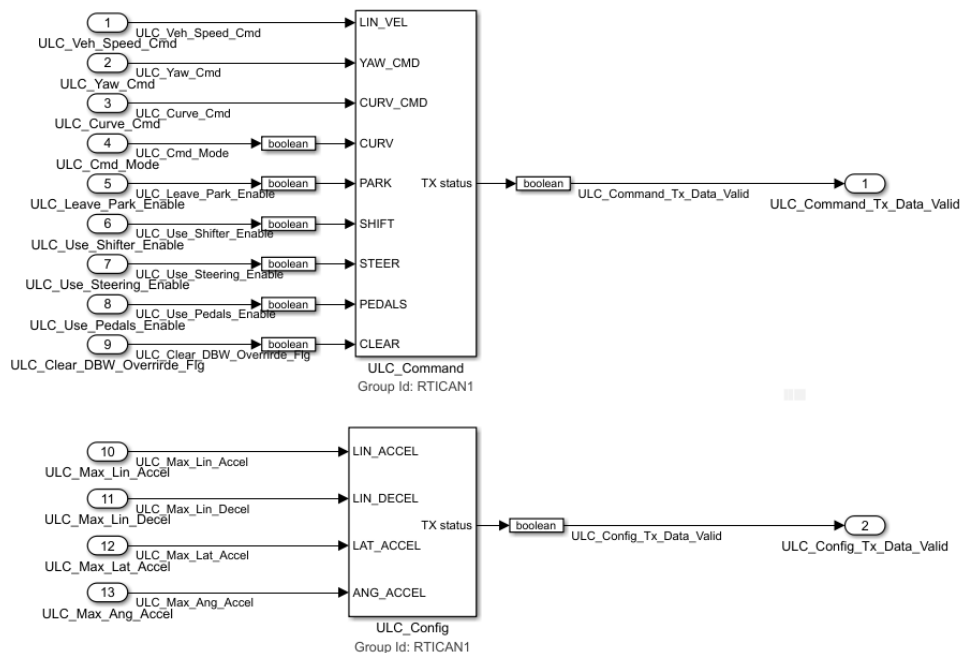 1
ULC_Veh_Speed_Cmd
ULC_Veh_Speed_Cmd
LIN_VEL
2
ULC_Yaw_Cmd
ULC_Yaw_Cmd
YAW_CMD
3
ULC_Curve_Cmd
ULC_Curve_Cmd
CURV_CMD
4
ULC_Cmd_Mode
ULC_Cmd_Mode
boolean
CURV
5
ULC_Leave_Park_Enable
ULC_Leave_Park_Enable
boolean
PARK
6
ULC_Use_Shifter_Enable
ULC_Use_Shifter_Enable
boolean
SHIFT
7
ULC_Use_Steering_Enable
ULC_Use_Steering_Enable
boolean
STEER
8
ULC_Use_Pedals_Enable
ULC_Use_Pedals_Enable
boolean
PEDALS
9
ULC_Clear_DBW_Overrirde_Flg
ULC_Clear_DBW_Overrirde_Flg
boolean
CLEAR
TX status
boolean
ULC_Command_Tx_Data_Valid
1
ULC_Command_Tx_Data_Valid
ULC_Command
Group Id: RTICAN1
10
ULC_Max_Lin_Accel
ULC_Max_Lin_Accel
LIN_ACCEL
11
ULC_Max_Lin_Decel
ULC_Max_Lin_Decel
LIN_DECEL
12
ULC_Max_Lat_Accel
ULC_Max_Lat_Accel
LAT_ACCEL
13
ULC_Max_Ang_Accel
ULC_Max_Ang_Accel
ANG_ACCEL
TX status
boolean
ULC_Config_Tx_Data_Valid
2
ULC_Config_Tx_Data_Valid
ULC_Config
Group Id: RTICAN1